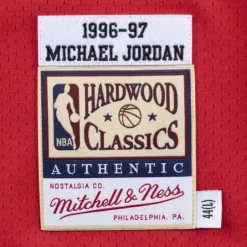 1996-97
MICHAEL JORDAN
HARDWOOD
CLASSICS
NBA
AUTHENTIC
NOSTALGIA CO.
Mitchell & Ness
PHILADELPHIA, PA.
44(L)